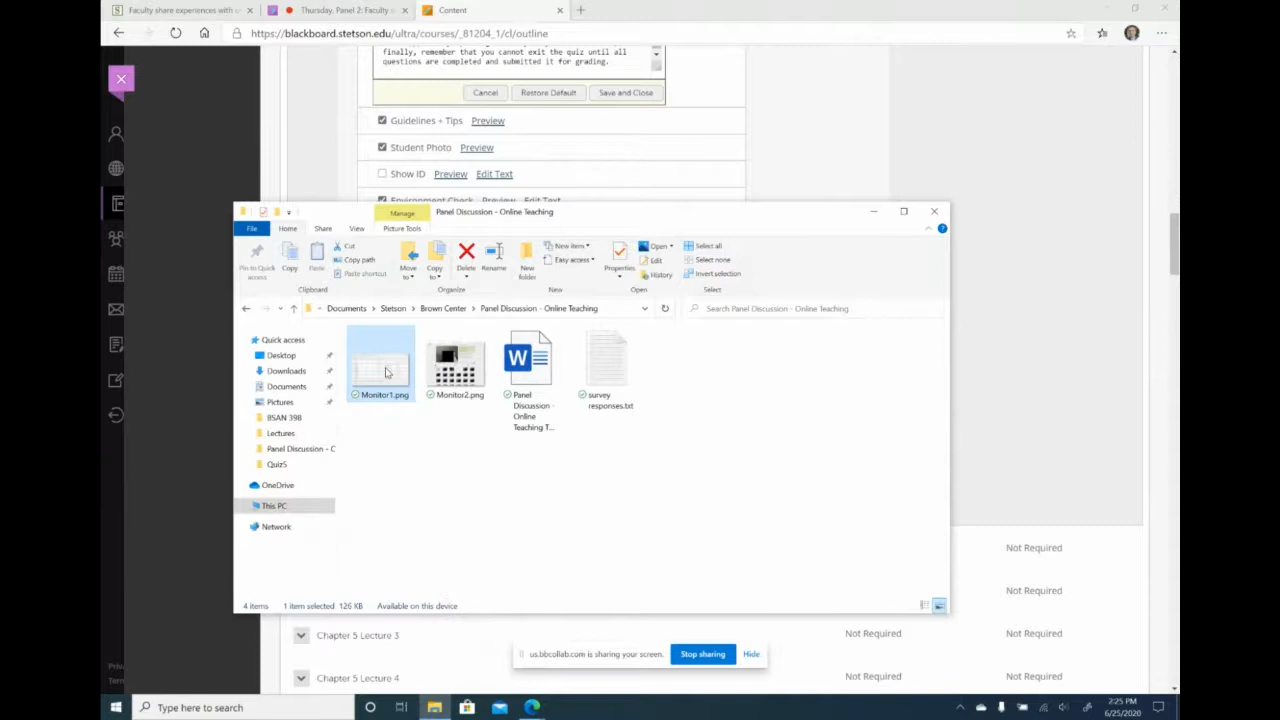 Faculty share experiences with o
Thursday, Panel 2: Faculty s
Content
https://blackboard.stetson.edu/ultra/courses/_81204_1/cl/outline
finally, remember that you cannot exit the quiz until all
questions are completed and submitted it for grading.
Cancel
Restore Default
Save and Close
Guidelines + Tips Preview
Student Photo Preview
Show ID Preview Edit Text
Environment Check Preview Edit Text
Manage
Panel Discussion - Online Teaching
File
Home
Share
View
Picture Tools
Pin to Quick access
Copy
Paste
Cut
Copy path
Paste shortcut
Move to
Copy to
Delete
Rename
New folder
New item
Easy access
Properties
Open
Edit
History
Select all
Select none
Invert selection
Clipboard
Organize
New
Open
Select
Documents > Stetson > Brown Center > Panel Discussion - Online Teaching
Search Panel Discussion - Online Teaching
Quick access
Desktop
Downloads
Documents
Pictures
BSAN 398
Lectures
Panel Discussion - C
Quiz5
OneDrive
This PC
Network
Monitor1.png
Monitor2.png
Panel
Discussion -
Online
Teaching T...
survey
responses.txt
4 items
1 item selected 126 KB
Available on this device
Not Required
Not Required
Chapter 5 Lecture 3
Not Required
Not Required
Chapter 5 Lecture 4
Not Required
Not Required
us.bbcollab.com is sharing your screen.
Stop sharing
Hide
Priva
Term
Type here to search
2:25 PM
6/25/2020